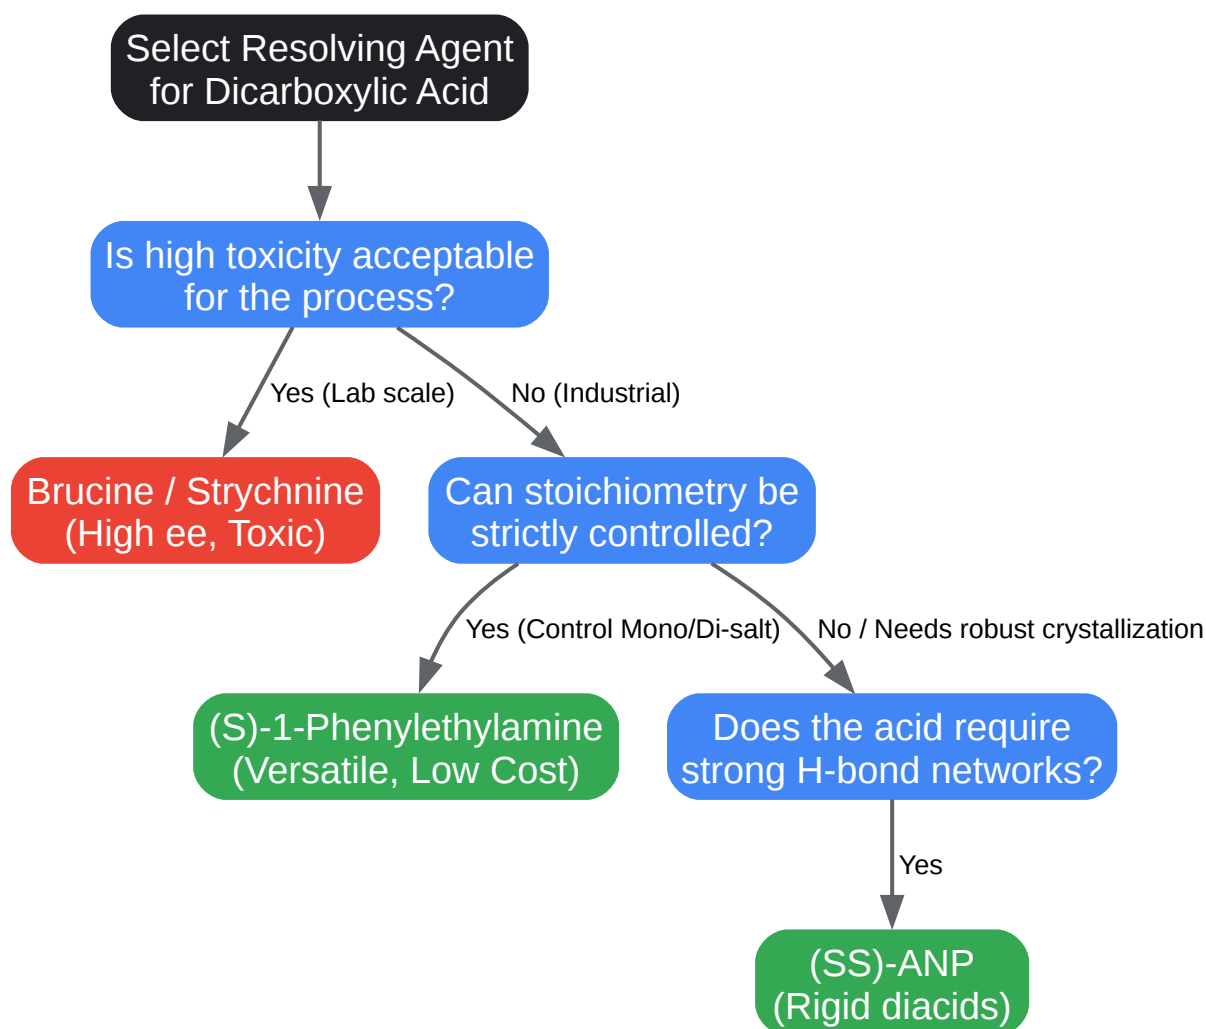 Select Resolving Agent
for Dicarboxylic Acid
Is high toxicity acceptable
for the process?
Yes (Lab scale)
No (Industrial)
Brucine / Strychnine
(High ee, Toxic)
Can stoichiometry be
strictly controlled?
Yes (Control Mono/Di-salt)
No / Needs robust crystallization
(S)-1-Phenylethylamine
(Versatile, Low Cost)
Does the acid require
strong H-bond networks?
Yes
(SS)-ANP
(Rigid diacids)